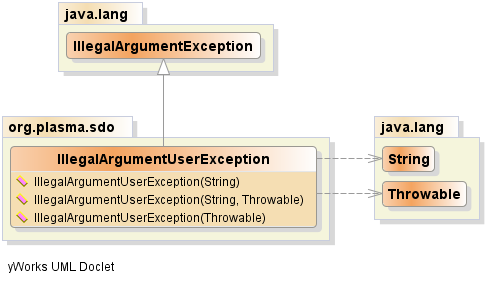 java.lang
IllegalArgumentException
org.plasma.sdo
IllegalArgumentUserException
IllegalArgumentUserException(String)
IllegalArgumentUserException(String, Throwable)
IllegalArgumentUserException(Throwable)
java.lang
String
Throwable
yWorks UML Doclet